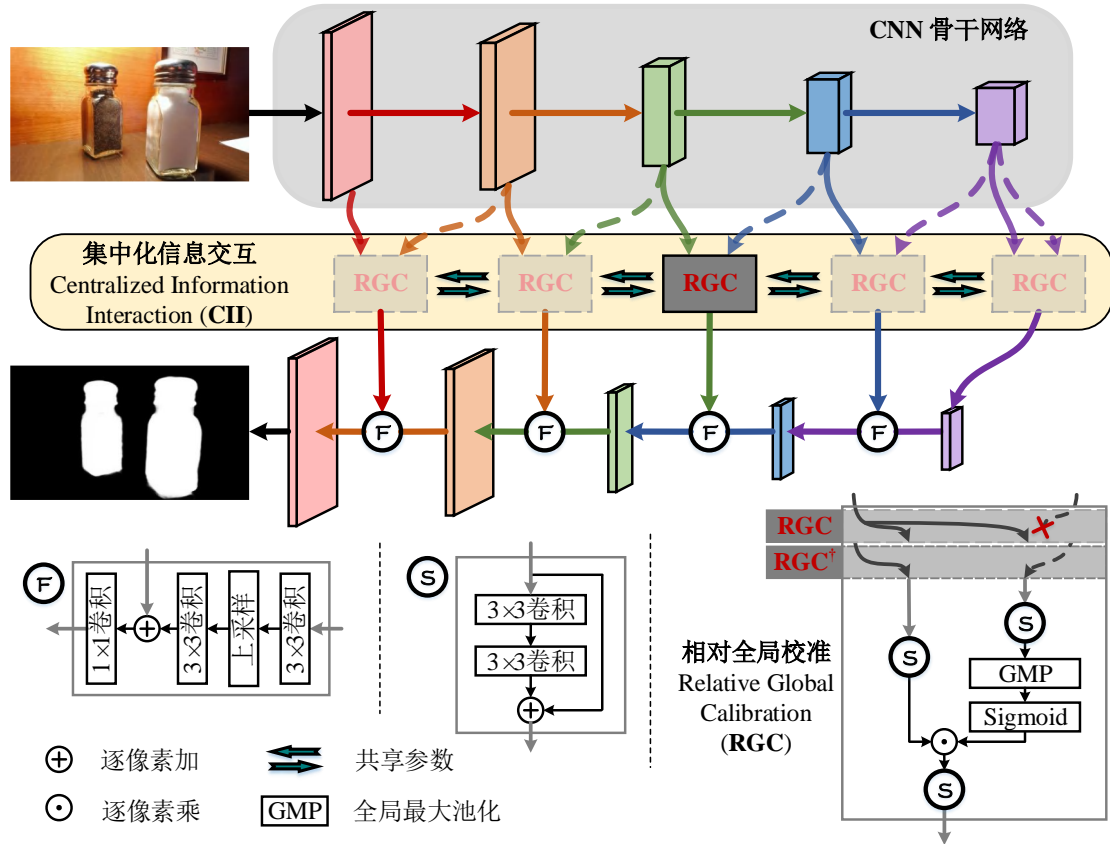 CNN 骨干网络
集中化信息交互
Centralized Information
Interaction (CII)
RGC
RGC
RGC
RGC
RGC
F
F
F
F
RGC
RGC†
F
1×1卷积
3×3卷积
上采样
3×3卷积
S
3×3卷积
3×3卷积
相对全局校准
Relative Global
Calibration
(RGC)
S
S
GMP
Sigmoid
S
逐像素加
共享参数
逐像素乘
GMP
全局最大池化